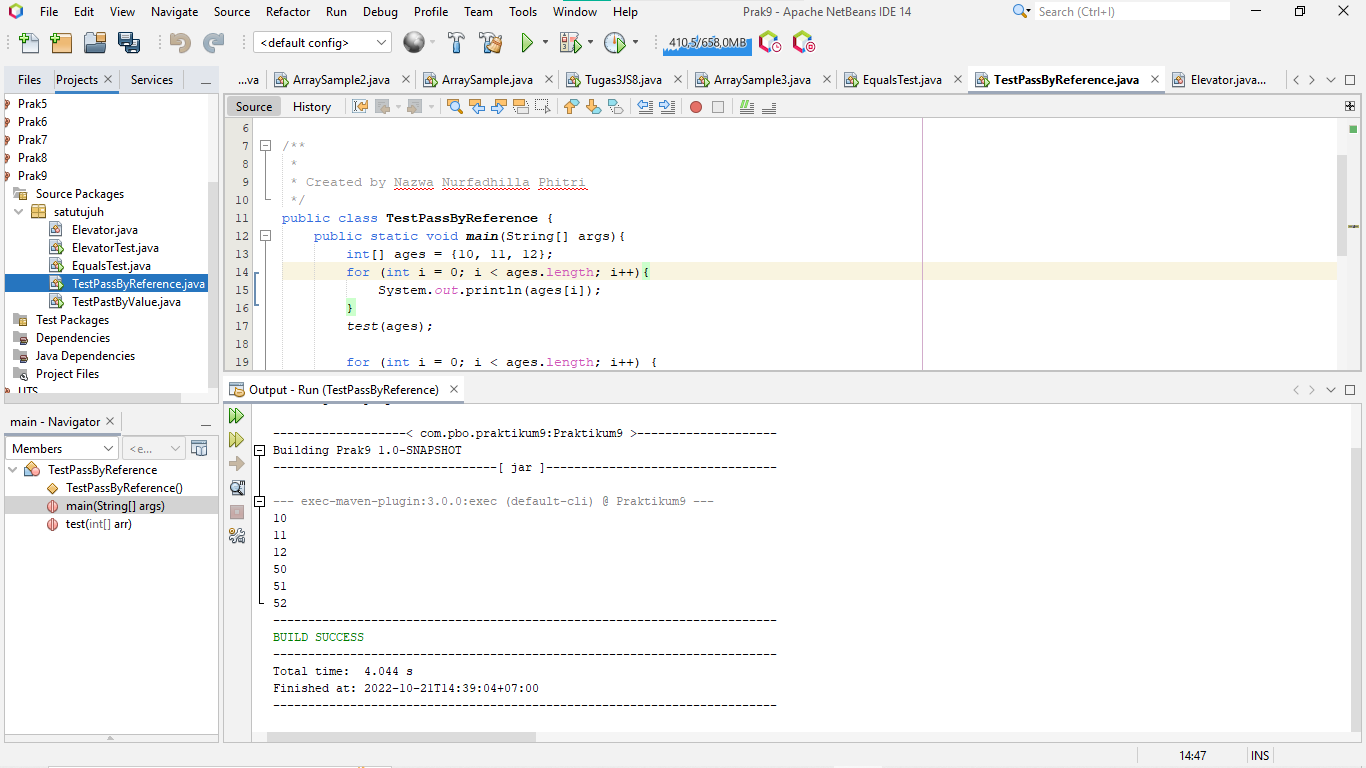 File Edit View Navigate Source Refactor Run Debug Profile Team Tools Window Help Prak9 - Apache NetBeans IDE 14 Search (Ctrl+I)
<default config> 410,5/658,0MB
Files Projects Services
...va ArraySample2.java ArraySample.java Tugas3JS8.java ArraySample3.java EqualsTest.java TestPassByReference.java Elevator.java...
Prak5
Prak6
Prak7
Prak8
Prak9
Source Packages
satutujuh
Elevator.java
ElevatorTest.java
EqualsTest.java
TestPassByReference.java
TestPastByValue.java
Test Packages
Dependencies
Java Dependencies
Project Files
UTS
Source History
6
7 /**
8 *
9 * Created by Nazwa Nurfadhilla Phitri
10 */
11 public class TestPassByReference {
12 public static void main(String[] args){
13 int[] ages = {10, 11, 12};
14 for (int i = 0; i < ages.length; i++){
15 System.out.println(ages[i]);
16 }
17 test(ages);
18
19 for (int i = 0; i < ages.length; i++) {
main - Navigator
Members <e...
TestPassByReference
TestPassByReference()
main(String[] args)
test(int[] arr)
Output - Run (TestPassByReference)
-------------------< com.pbo.praktikum9:Praktikum9 >--------------------
Building Prak9 1.0-SNAPSHOT
--------------------------------[ jar ]---------------------------------
--- exec-maven-plugin:3.0.0:exec (default-cli) @ Praktikum9 ---
10
11
12
50
51
52
------------------------------------------------------------------------
BUILD SUCCESS
------------------------------------------------------------------------
Total time:  4.044 s
Finished at: 2022-10-21T14:39:04+07:00
------------------------------------------------------------------------
14:47 INS